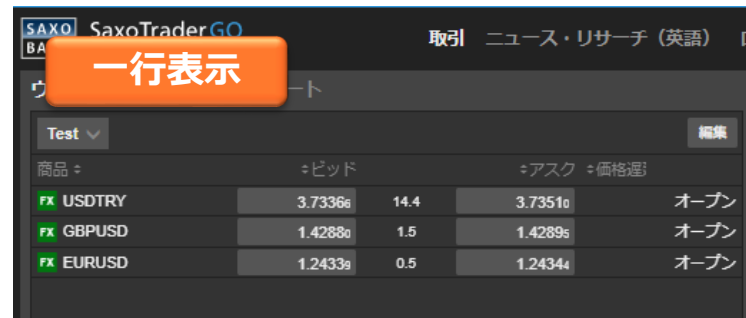 SAXO SaxoTraderGO
BA
取引 ニュース・リサーチ（英語）
一行表示
ウ ート
Test 編集
商品 ビッド アスク 価格遅
FX USDTRY 3.73366 14.4 3.73510 オープン
FX GBPUSD 1.42880 1.5 1.42895 オープン
FX EURUSD 1.24339 0.5 1.24344 オープン